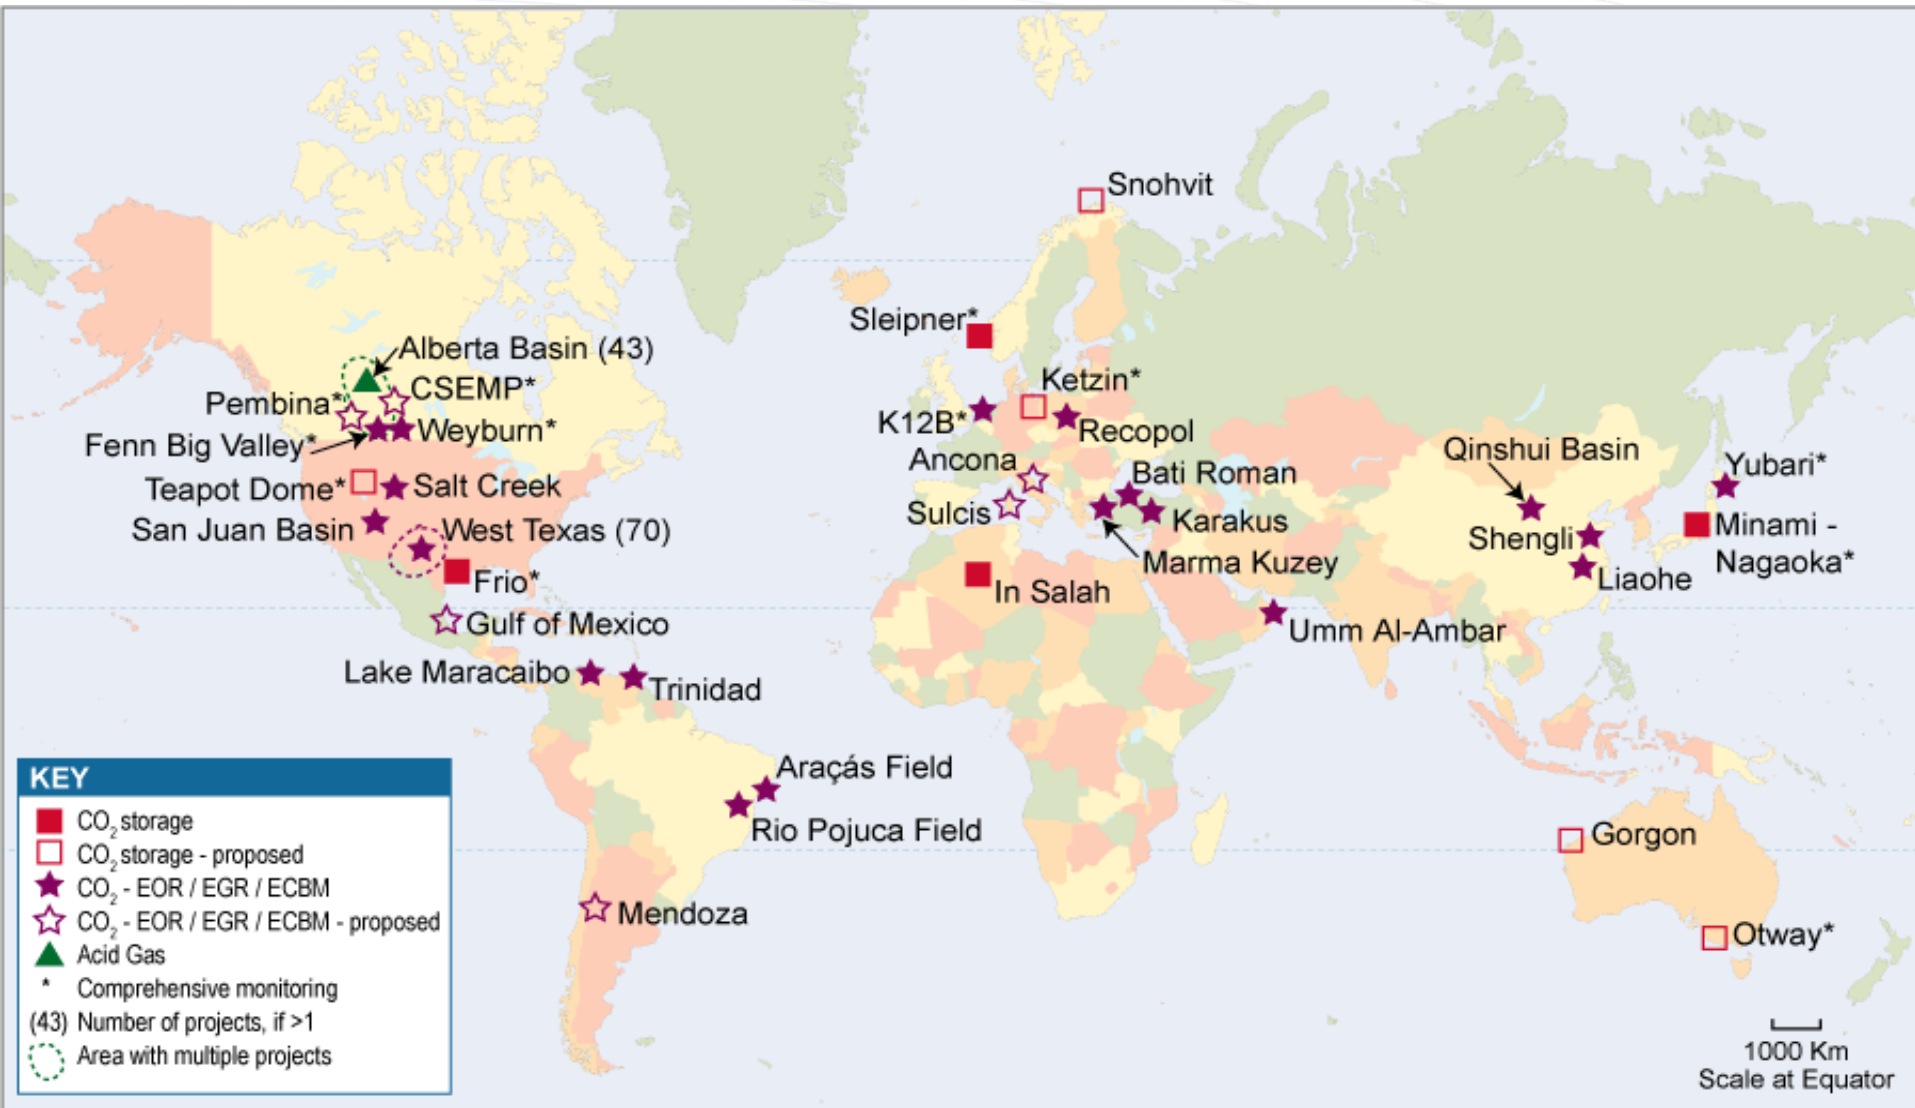 Snohvit
Sleipner*
Alberta Basin (43)
CSEMP*
Pembina*
Ketzin*
K12B*
Recopol
Fenn Big Valley*
Weyburn*
Ancona
Bati Roman
Qinshui Basin
Yubari*
Teapot Dome*
Salt Creek
Sulcis
Karakus
San Juan Basin
West Texas (70)
Shengli
Minami -
Nagaoka*
Marma Kuzey
Frio*
In Salah
Liaohe
Gulf of Mexico
Umm Al-Ambar
Lake Maracaibo
Trinidad
Araçás Field
Rio Pojuca Field
Gorgon
Mendoza
Otway*
KEY
CO2 storage
CO2 storage - proposed
CO2 - EOR / EGR / ECBM
CO2 - EOR / EGR / ECBM - proposed
Acid Gas
* Comprehensive monitoring
(43) Number of projects, if >1
Area with multiple projects
1000 Km
Scale at Equator